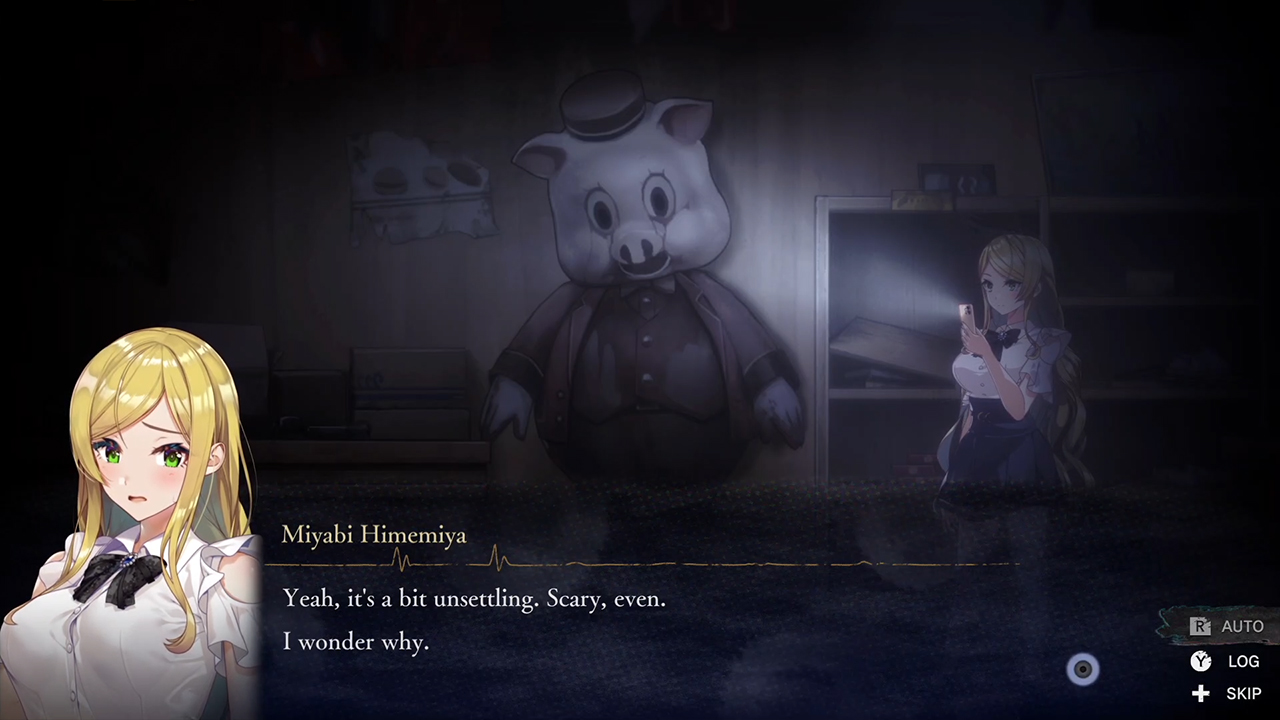 Miyabi Himemiya
Yeah, it's a bit unsettling. Scary, even.
I wonder why.
R AUTO
Y LOG
+ SKIP